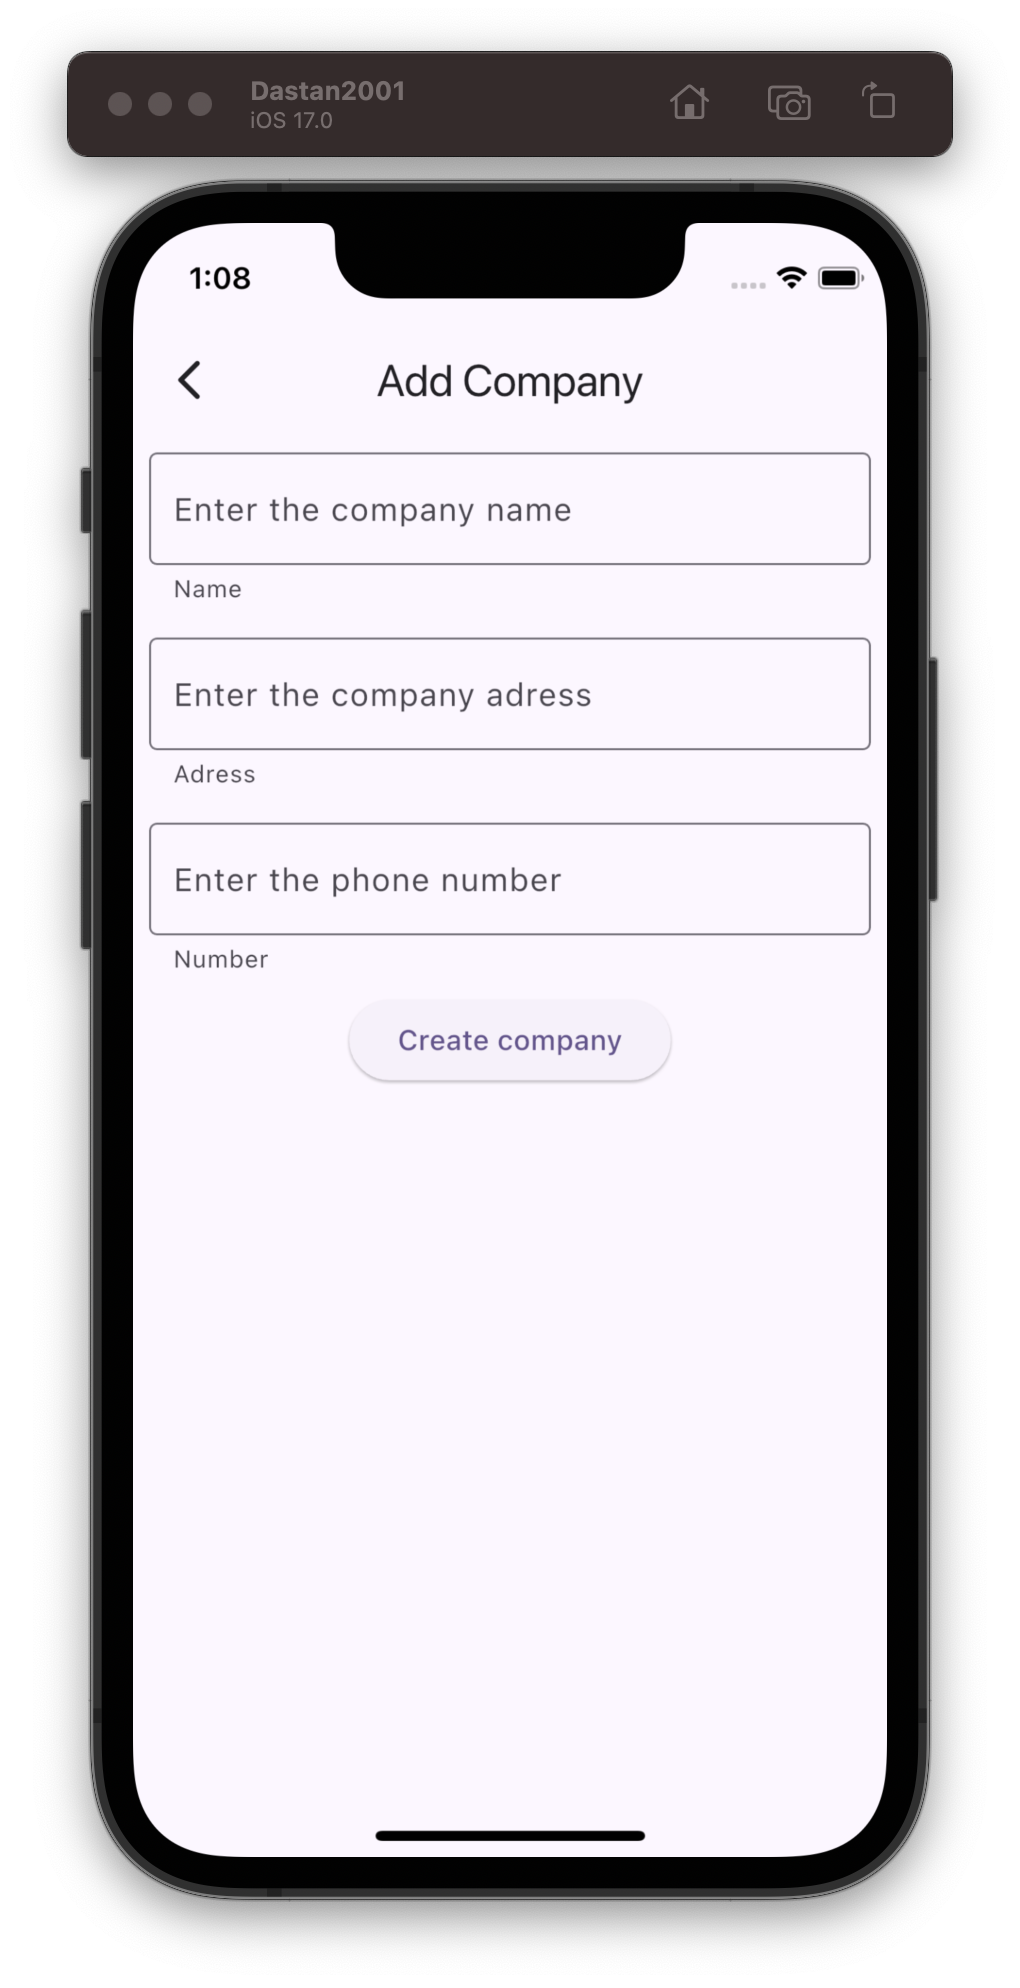 Dastan2001
iOS 17.0
1:08
Add Company
Enter the company name
Name
Enter the company adress
Adress
Enter the phone number
Number
Create company